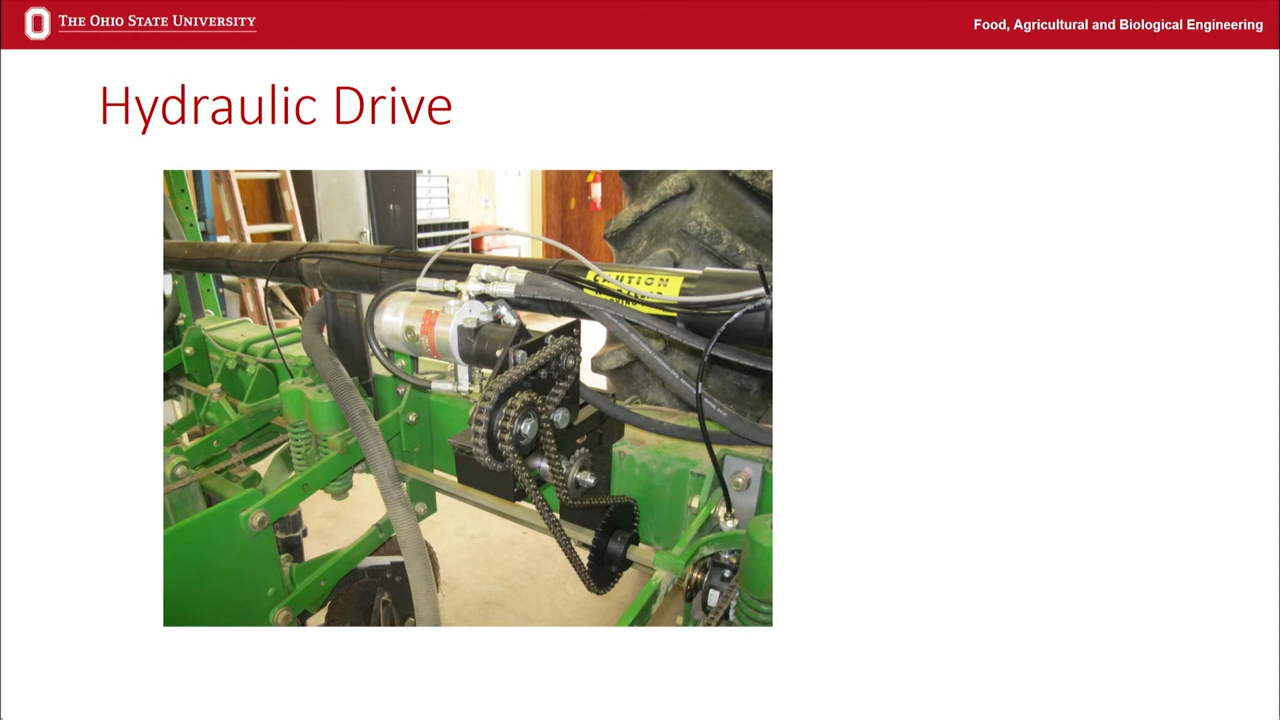 THE OHIO STATE UNIVERSITY
Food, Agricultural and Biological Engineering
Hydraulic Drive
CAUTION